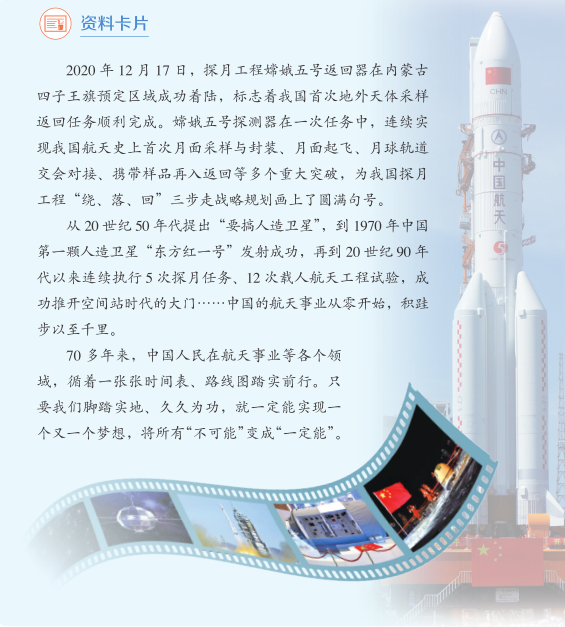 资料卡片
2020 年 12 月 17 日，探月工程嫦娥五号返回器在内蒙古
四子王旗预定区域成功着陆，标志着我国首次地外天体采样
返回任务顺利完成。嫦娥五号探测器在一次任务中，连续实
现我国航天史上首次月面采样与封装、月面起飞、月球轨道
交会对接、携带样品再入返回等多个重大突破，为我国探月
工程“绕、落、回”三步走战略规划画上了圆满句号。
从 20 世纪 50 年代提出“要搞人造卫星”，到 1970 年中国
第一颗人造卫星“东方红一号”发射成功，再到 20 世纪 90 年
代以来连续执行 5 次探月任务、12 次载人航天工程试验，成
功推开空间站时代的大门……中国的航天事业从零开始，积跬
步以至千里。
70 多年来，中国人民在航天事业等各个领
域，循着一张张时间表、路线图踏实前行。只
要我们脚踏实地、久久为功，就一定能实现一
个又一个梦想，将所有“不可能”变成“一定能”。
CHN
中国航天